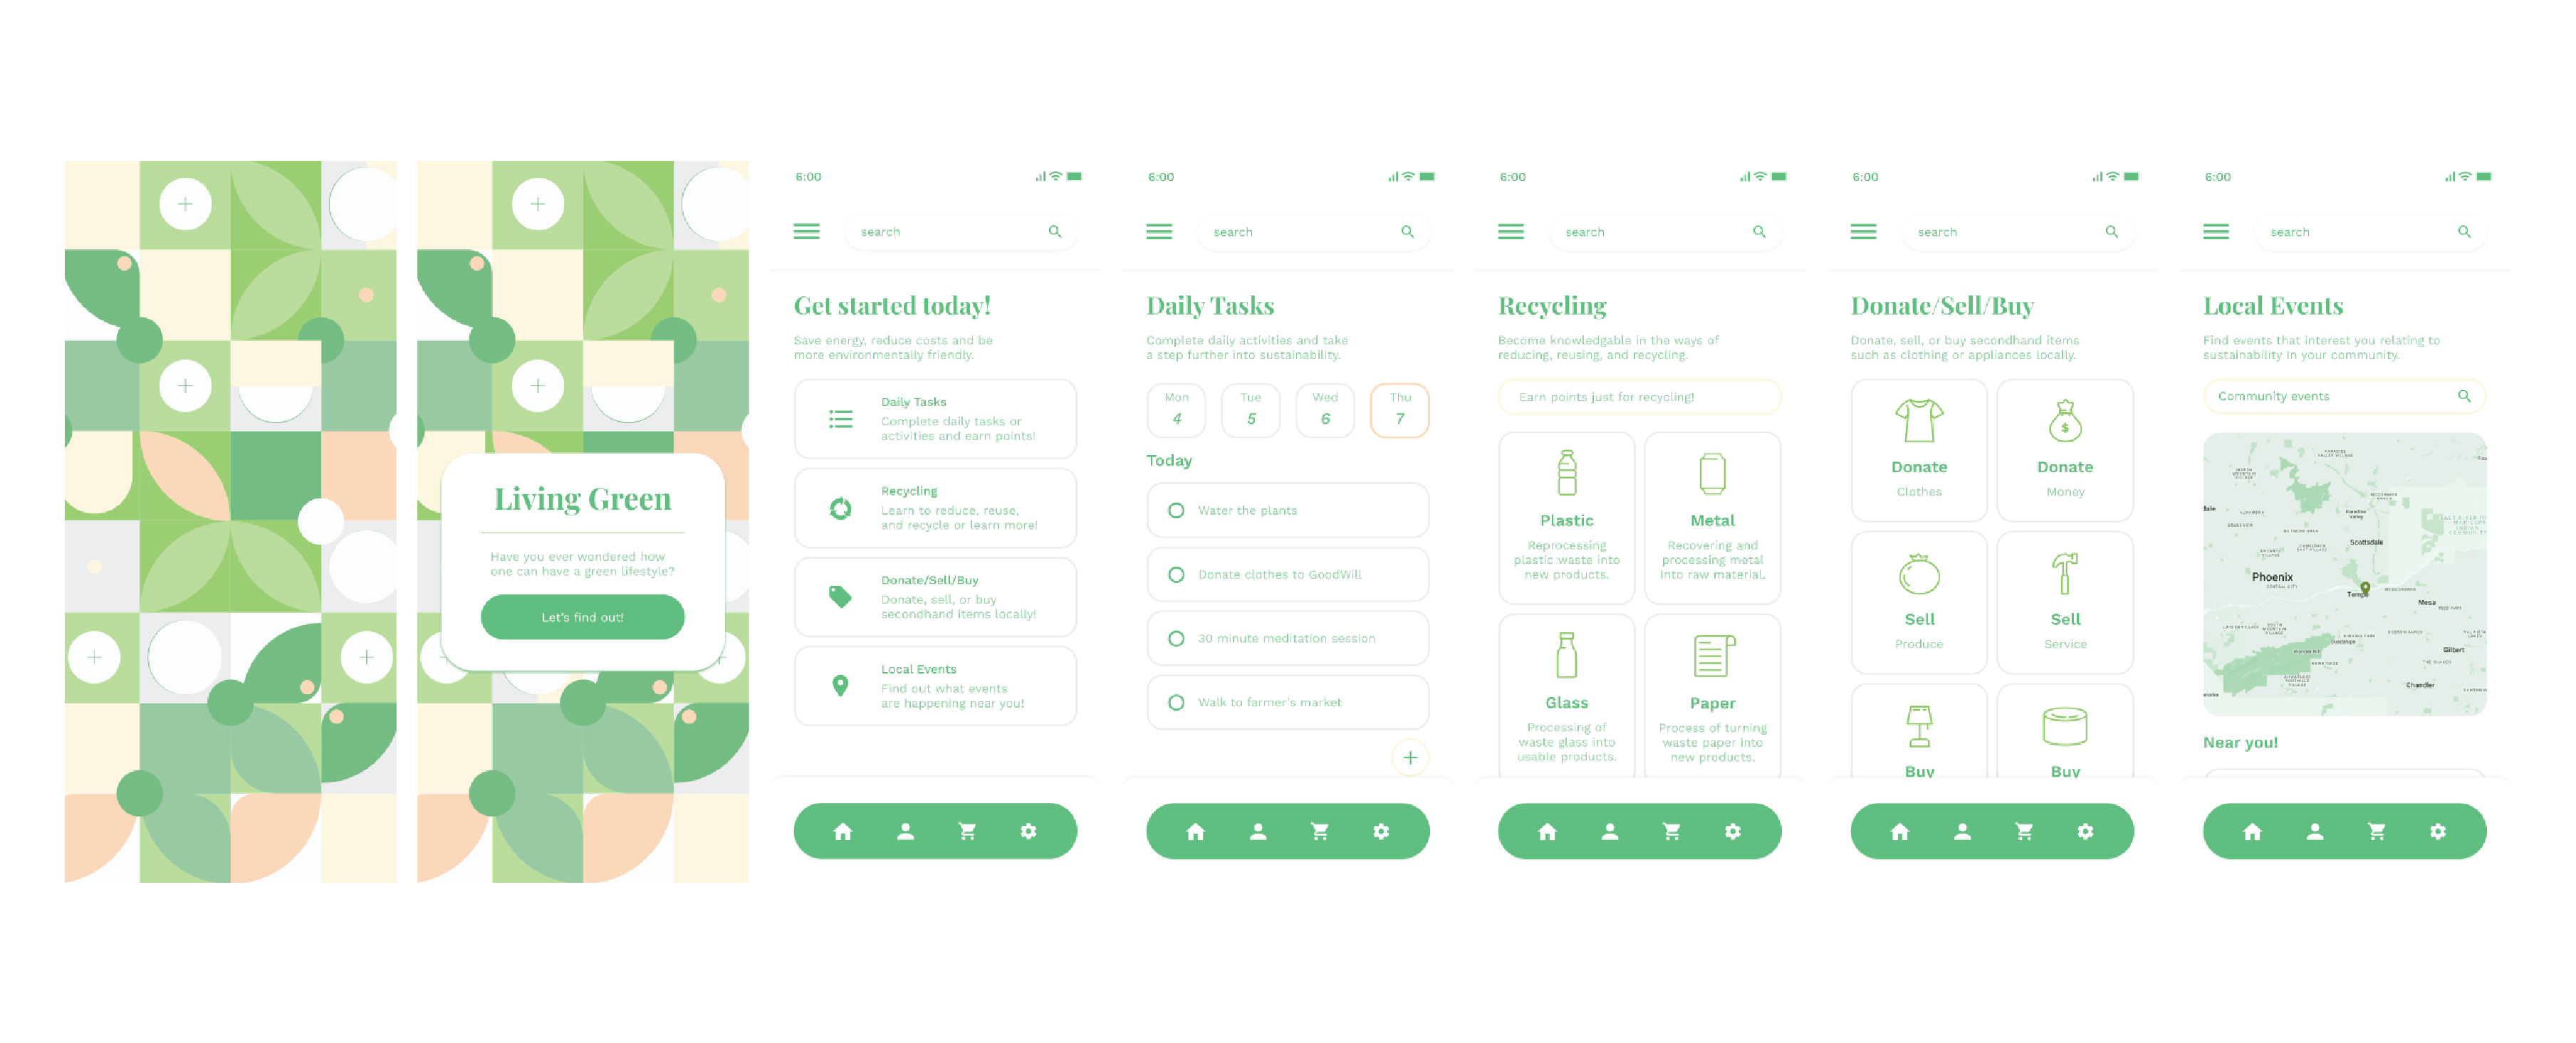 Living Green
Have you ever wondered how
one can have a green lifestyle?
Let's find out!
6:00
search
Get started today!
Save energy, reduce costs and be
more environmentally friendly.
Daily Tasks
Complete daily tasks or
activities and earn points!
Recycling
Learn to reduce, reuse,
and recycle or learn more!
Donate/Sell/Buy
Donate, sell, or buy
secondhand items locally!
Local Events
Find out what events
are happening near you!
6:00
search
Daily Tasks
Complete daily activities and take
a step further into sustainability.
Mon Tue Wed Thu
4 5 6 7
Today
Water the plants
Donate clothes to GoodWill
30 minute meditation session
Walk to farmer's market
6:00
search
Recycling
Become knowledgable in the ways of
reducing, reusing, and recycling.
Earn points just for recycling!
Plastic
Reprocessing
plastic waste into
new products.
Metal
Recovering and
processing metal
Into raw material.
Glass
Processing of
waste glass into
usable products.
Paper
Process of turning
waste paper into
new products.
6:00
search
Donate/Sell/Buy
Donate, sell, or buy secondhand items
such as clothing or appliances locally.
Donate
Clothes
Donate
Money
Sell
Produce
Sell
Service
Buy
Buy
6:00
search
Local Events
Find events that interest you relating to
sustainability in your community.
Community events
Scottsdale
Phoenix
Tempe
Mesa
Guadalupe
Gilbert
Chandler
Near you!